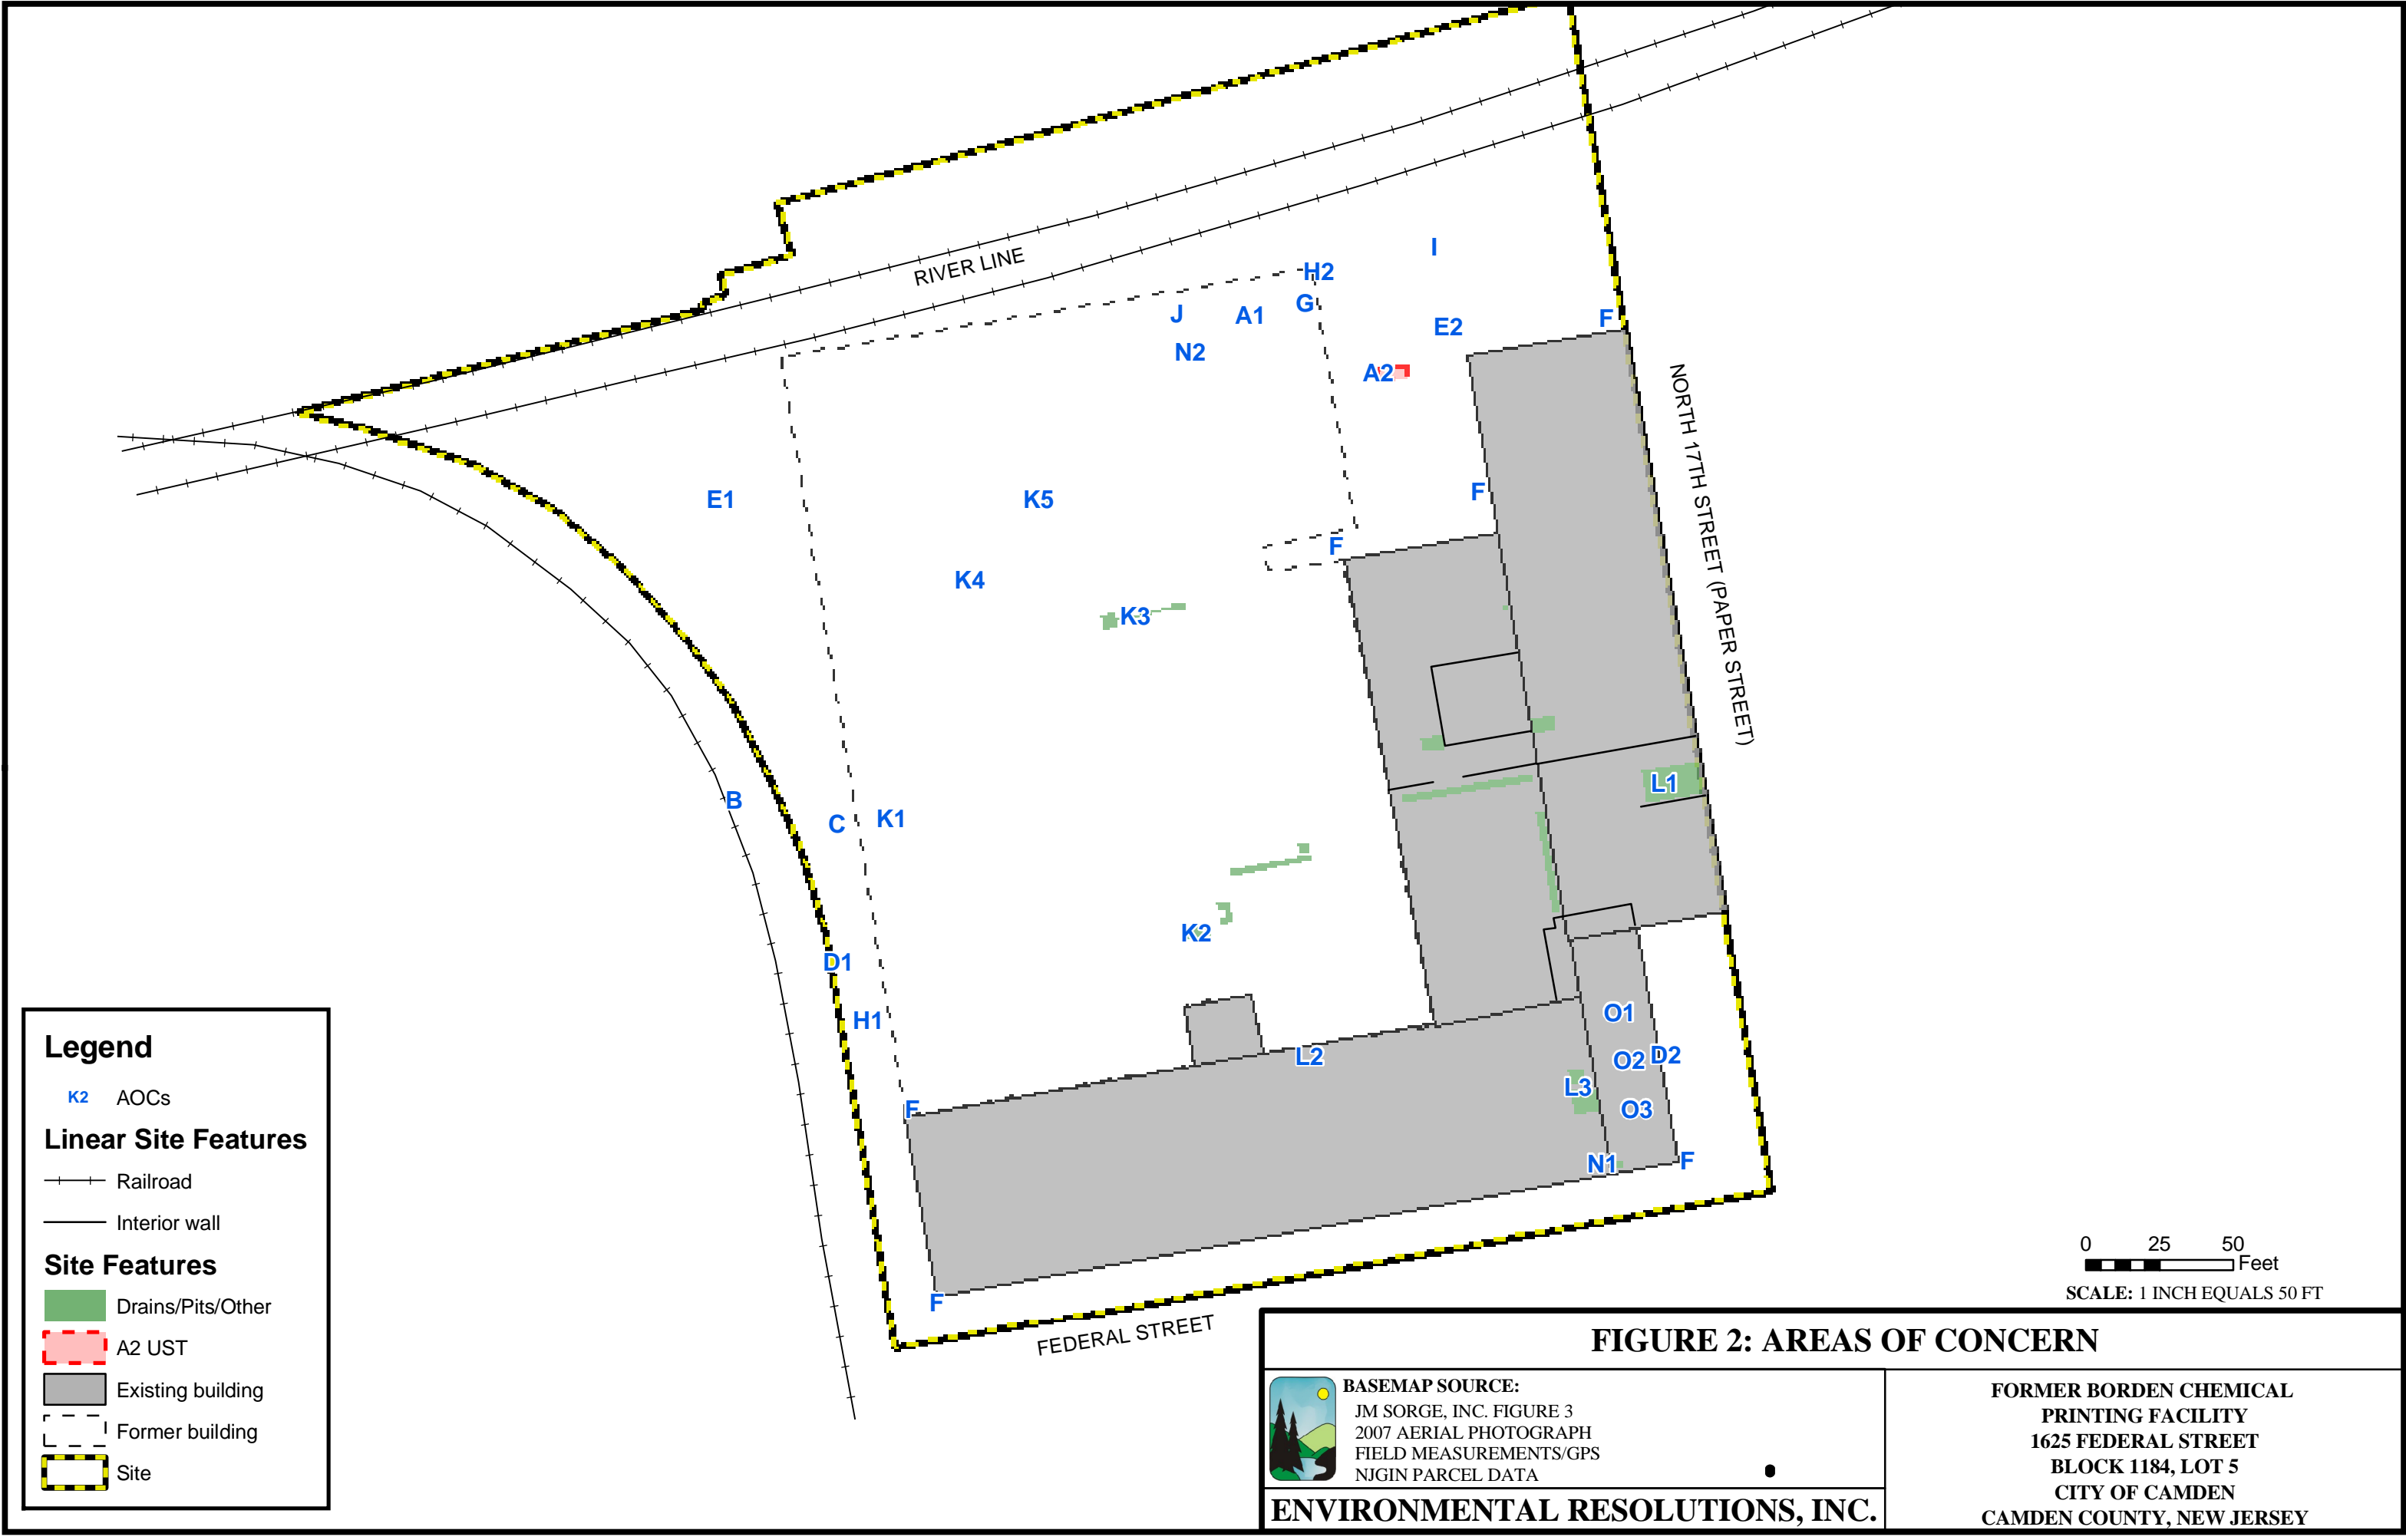 RIVER LINE
I
H2
G
J
A1
N2
E2
F
A2
NORTH 17TH STREET (PAPER STREET)
E1
K5
F
F
K4
K3
L1
B
C
K1
K2
D1
H1
O1
L2
O2
D2
L3
O3
F
N1
F
F
FEDERAL STREET
Legend
K2 AOCs
Linear Site Features
Railroad
Interior wall
Site Features
Drains/Pits/Other
A2 UST
Existing building
Former building
Site
0 25 50
Feet
SCALE: 1 INCH EQUALS 50 FT
FIGURE 2: AREAS OF CONCERN
BASEMAP SOURCE:
JM SORGE, INC. FIGURE 3
2007 AERIAL PHOTOGRAPH
FIELD MEASUREMENTS/GPS
NJGIN PARCEL DATA
ENVIRONMENTAL RESOLUTIONS, INC.
FORMER BORDEN CHEMICAL
PRINTING FACILITY
1625 FEDERAL STREET
BLOCK 1184, LOT 5
CITY OF CAMDEN
CAMDEN COUNTY, NEW JERSEY